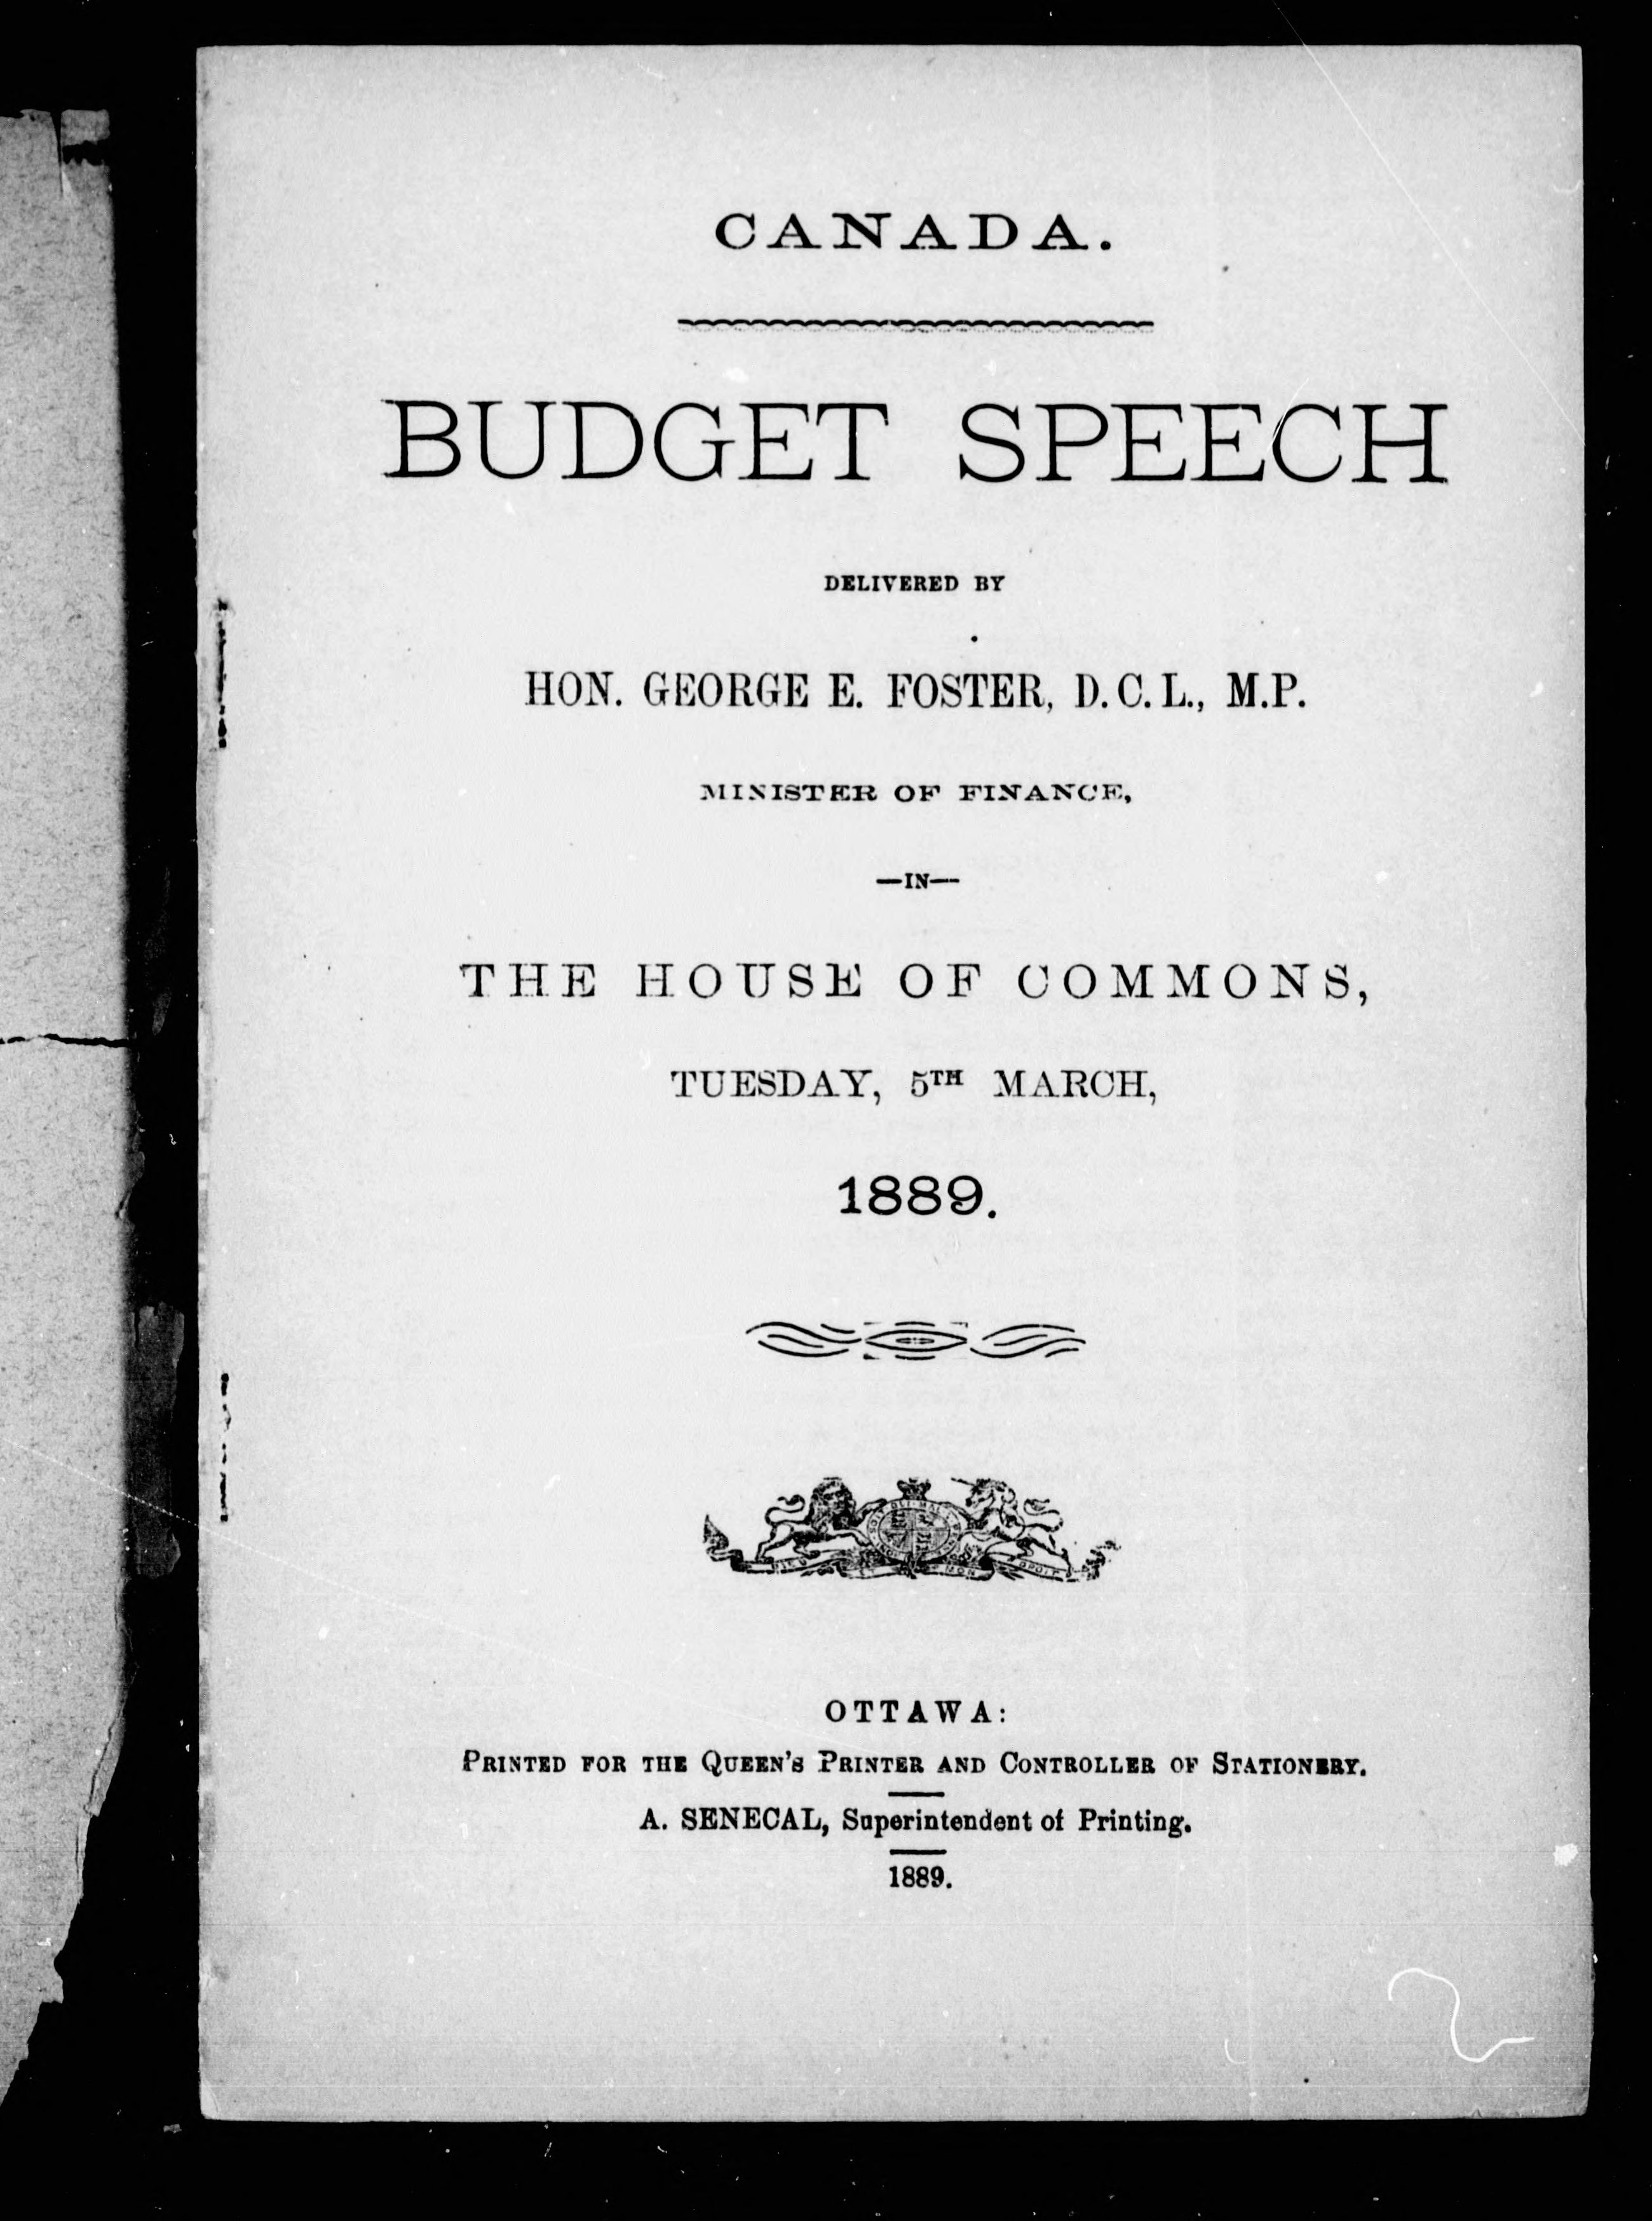 CANADA.
BUDGET SPEECH
DELIVERED BY
HON. GEORGE E. FOSTER, D.C.L., M.P.
MINISTER OF FINANCE,
—IN—
THE HOUSE OF COMMONS,
TUESDAY, 5TH MARCH,
1889.
OTTAWA:
PRINTED FOR THE QUEEN'S PRINTER AND CONTROLLER OF STATIONERY.
A. SENECAL, Superintendent of Printing.
1889.